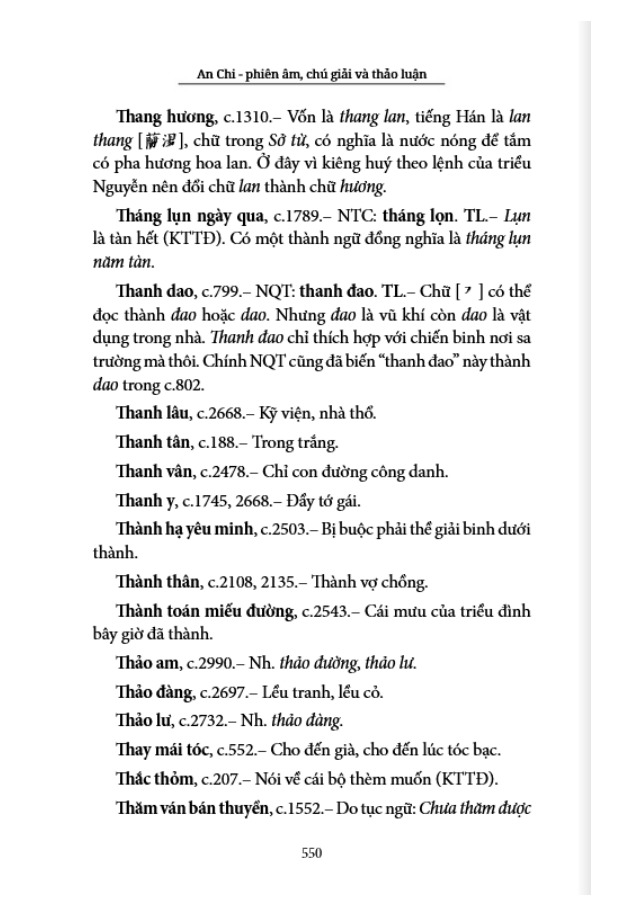 An Chi - phiên âm, chú giải và thảo luận
Thang hương, c.1310.– Vốn là thang lan, tiếng Hán là lan
thang [蘭湯], chữ trong Sở từ, có nghĩa là nước nóng để tắm
có pha hương hoa lan. Ở đây vì kiêng huý theo lệnh của triều
Nguyễn nên đổi chữ lan thành chữ hương.
Tháng lụn ngày qua, c.1789.– NTC: tháng lọn. TL.– Lụn
là tàn hết (KTTĐ). Có một thành ngữ đồng nghĩa là tháng lụn
năm tàn.
Thanh dao, c.799.– NQT: thanh đao. TL.– Chữ [ ] có thể
đọc thành đao hoặc dao. Nhưng đao là vũ khí còn dao là vật
dụng trong nhà. Thanh đao chỉ thích hợp với chiến binh nơi sa
trường mà thôi. Chính NQT cũng đã biến “thanh đao” này thành
dao trong c.802.
Thanh lâu, c.2668.– Kỹ viện, nhà thổ.
Thanh tân, c.188.– Trong trắng.
Thanh vân, c.2478.– Chỉ con đường công danh.
Thanh y, c.1745, 2668.– Đầy tớ gái.
Thành hạ yêu minh, c.2503.– Bị buộc phải thề giải binh dưới
thành.
Thành thân, c.2108, 2135.– Thành vợ chồng.
Thành toán miếu đường, c.2543.– Cái mưu của triều đình
bây giờ đã thành.
Thảo am, c.2990.– Nh. thảo đường, thảo lư.
Thảo đàng, c.2697.– Lều tranh, lều cỏ.
Thảo lư, c.2732.– Nh. thảo đàng.
Thay mái tóc, c.552.– Cho đến già, cho đến lúc tóc bạc.
Thắc thỏm, c.207.– Nói về cái bộ thèm muốn (KTTĐ).
Thăm ván bán thuyền, c.1552.– Do tục ngữ: Chưa thăm được
550